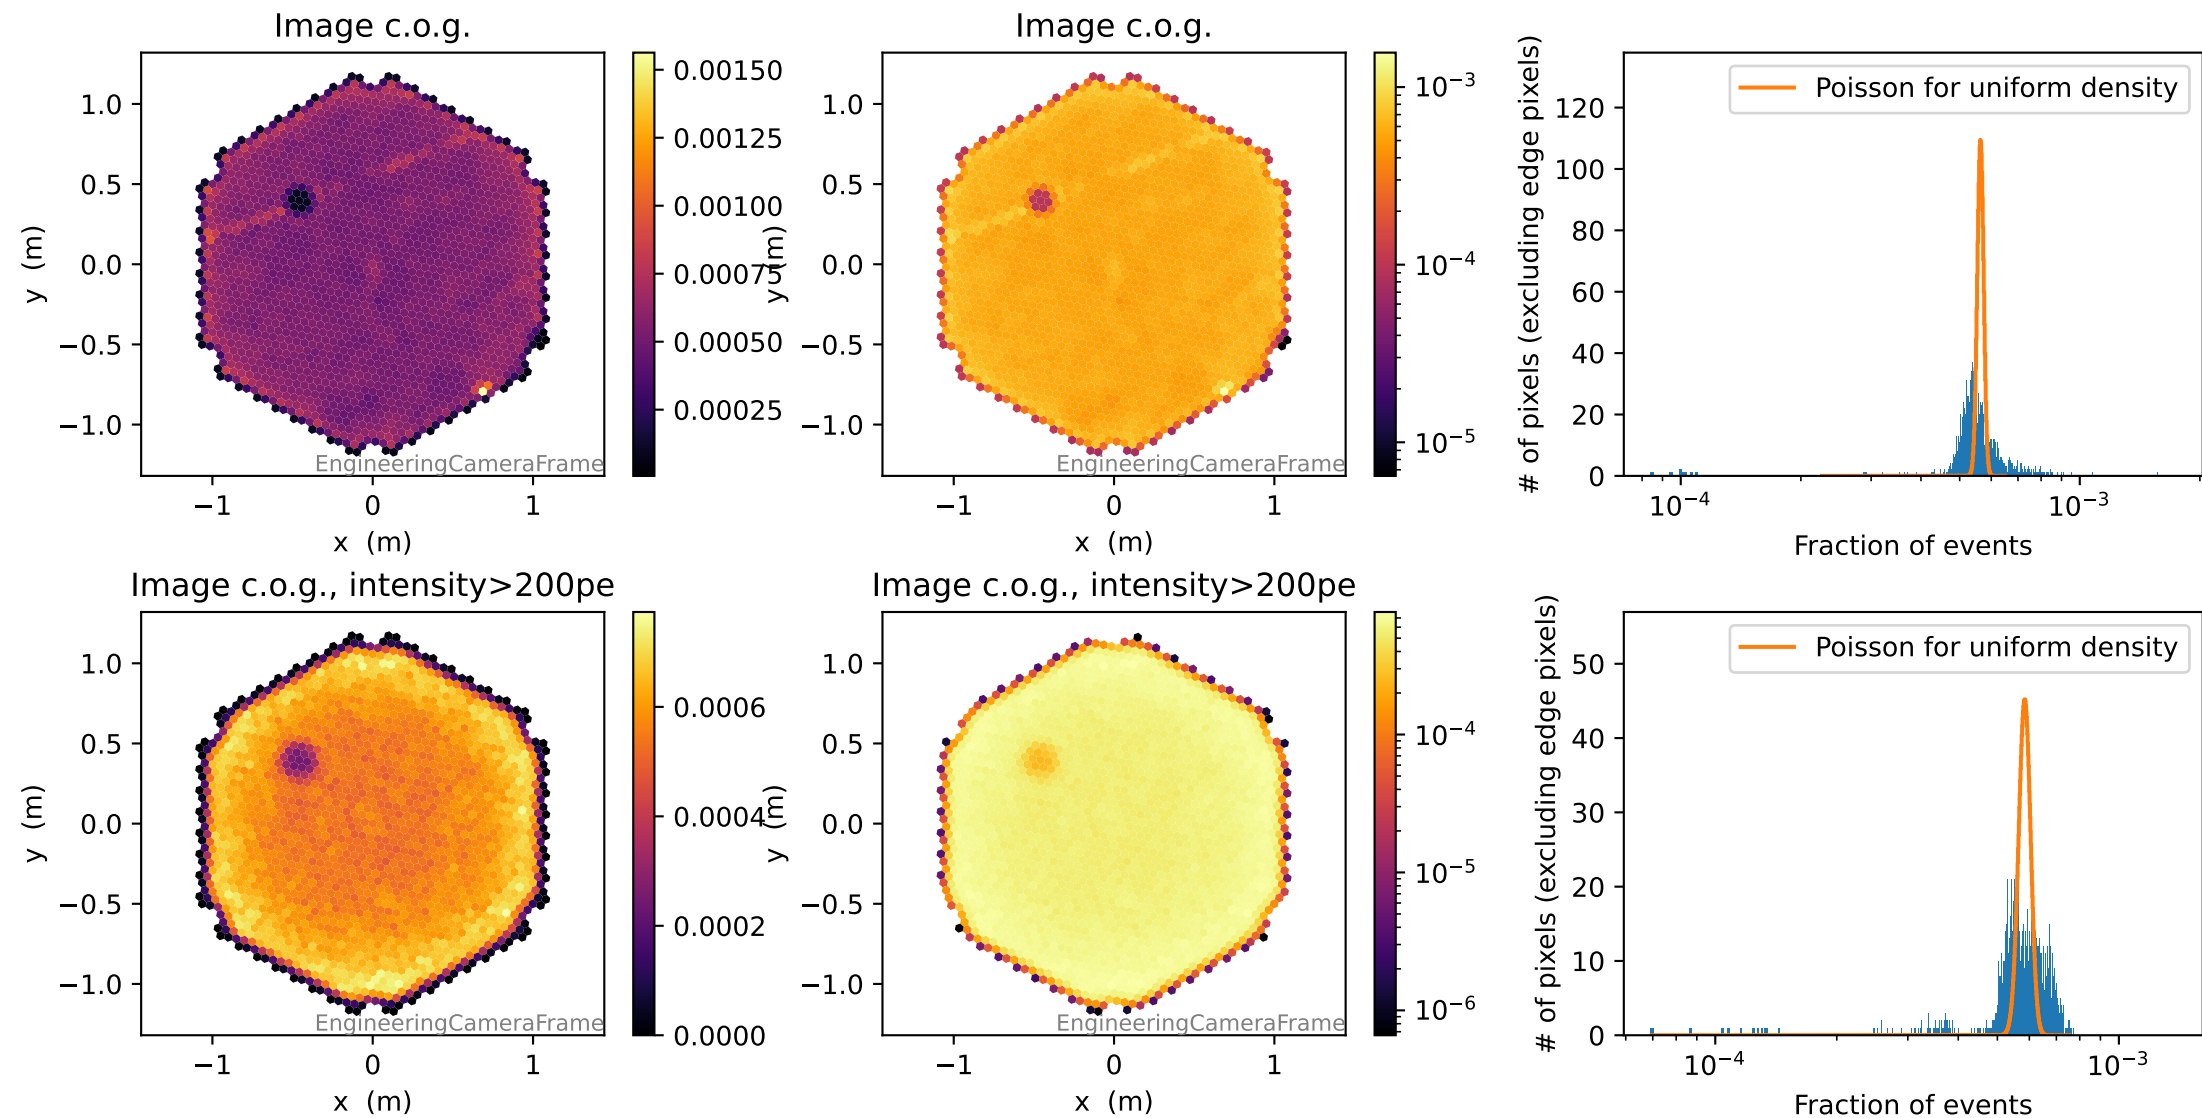 Image c.o.g.
1.0
0.5
0.0
−0.5
−1.0
y (m)
−1
0
1
x (m)
EngineeringCameraFrame
0.00150
0.00125
0.00100
0.00075
0.00050
0.00025
Image c.o.g.
1.0
0.5
0.0
−0.5
−1.0
y (m)
−1
0
1
x (m)
EngineeringCameraFrame
10⁻³
10⁻⁴
10⁻⁵
Poisson for uniform density
120
100
80
60
40
20
0
# of pixels (excluding edge pixels)
10⁻⁴
10⁻³
Fraction of events
Image c.o.g., intensity>200pe
1.0
0.5
0.0
−0.5
−1.0
y (m)
−1
0
1
x (m)
EngineeringCameraFrame
0.0006
0.0004
0.0002
0.0000
Image c.o.g., intensity>200pe
1.0
0.5
0.0
−0.5
−1.0
y (m)
−1
0
1
x (m)
EngineeringCameraFrame
10⁻⁴
10⁻⁵
10⁻⁶
Poisson for uniform density
50
40
30
20
10
0
# of pixels (excluding edge pixels)
10⁻⁴
10⁻³
Fraction of events